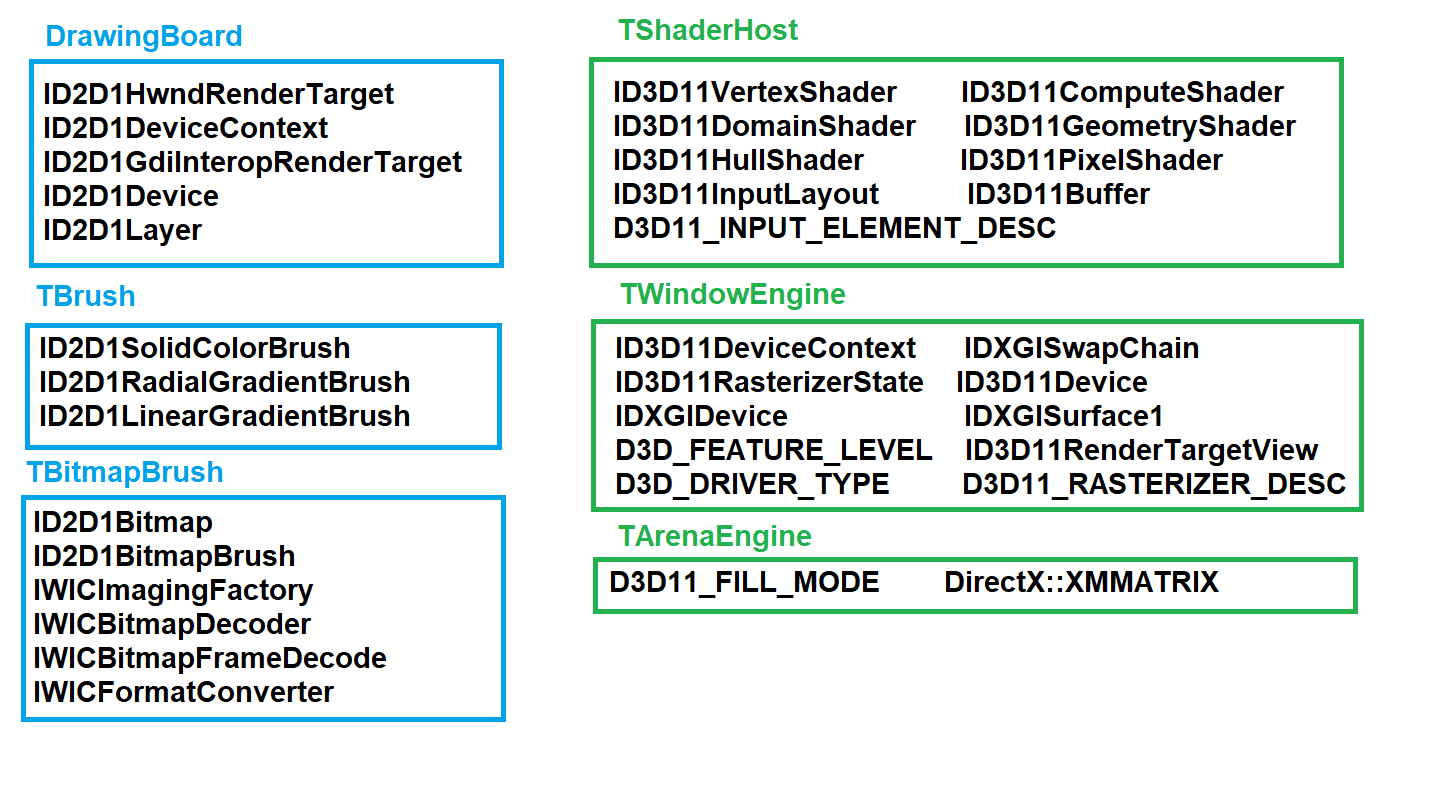 DrawingBoard
ID2D1HwndRenderTarget
ID2D1DeviceContext
ID2D1GdiInteropRenderTarget
ID2D1Device
ID2D1Layer
TBrush
ID2D1SolidColorBrush
ID2D1RadialGradientBrush
ID2D1LinearGradientBrush
TBitmapBrush
ID2D1Bitmap
ID2D1BitmapBrush
IWICImagingFactory
IWICBitmapDecoder
IWICBitmapFrameDecode
IWICFormatConverter
TShaderHost
ID3D11VertexShader ID3D11ComputeShader
ID3D11DomainShader ID3D11GeometryShader
ID3D11HullShader ID3D11PixelShader
ID3D11InputLayout ID3D11Buffer
D3D11_INPUT_ELEMENT_DESC
TWindowEngine
ID3D11DeviceContext IDXGISwapChain
ID3D11RasterizerState ID3D11Device
IDXGIDevice IDXGISurface1
D3D_FEATURE_LEVEL ID3D11RenderTargetView
D3D_DRIVER_TYPE D3D11_RASTERIZER_DESC
TArenaEngine
D3D11_FILL_MODE DirectX::XMMATRIX